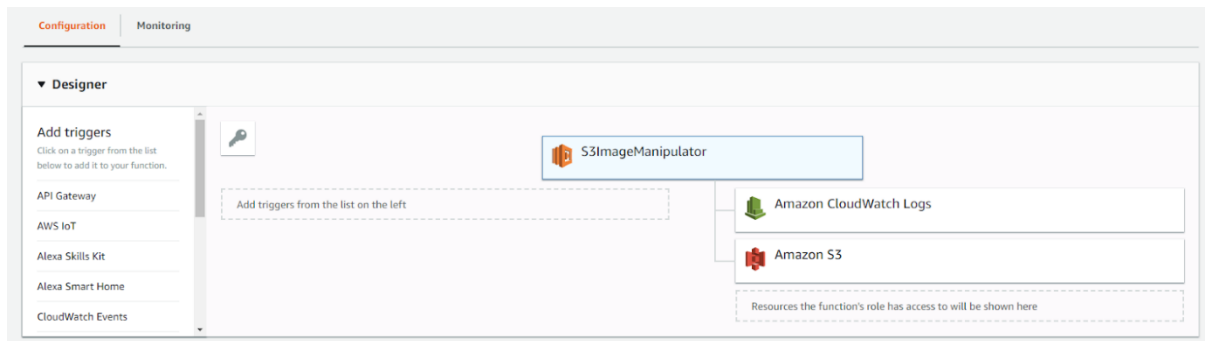 Configuration
Monitoring
Designer
Add triggers
Click on a trigger from the list
below to add it to your function.
API Gateway
AWS IoT
Alexa Skills Kit
Alexa Smart Home
CloudWatch Events
S3ImageManipulator
Add triggers from the list on the left
Amazon CloudWatch Logs
Amazon S3
Resources the function's role has access to will be shown here